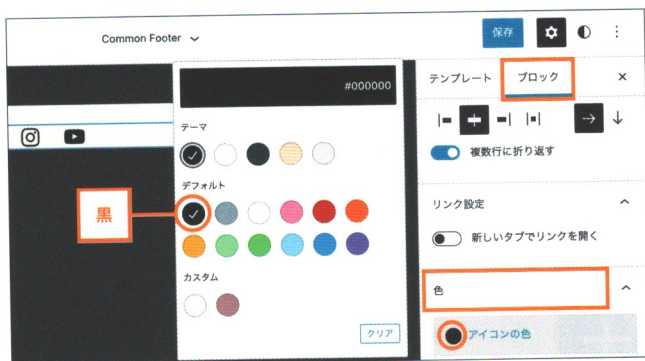 Common Footer
保存
#000000
テーマ
デフォルト
黒
カスタム
クリア
テンプレート
ブロック
複数行に折り返す
リンク設定
新しいタブでリンクを開く
色
アイコンの色